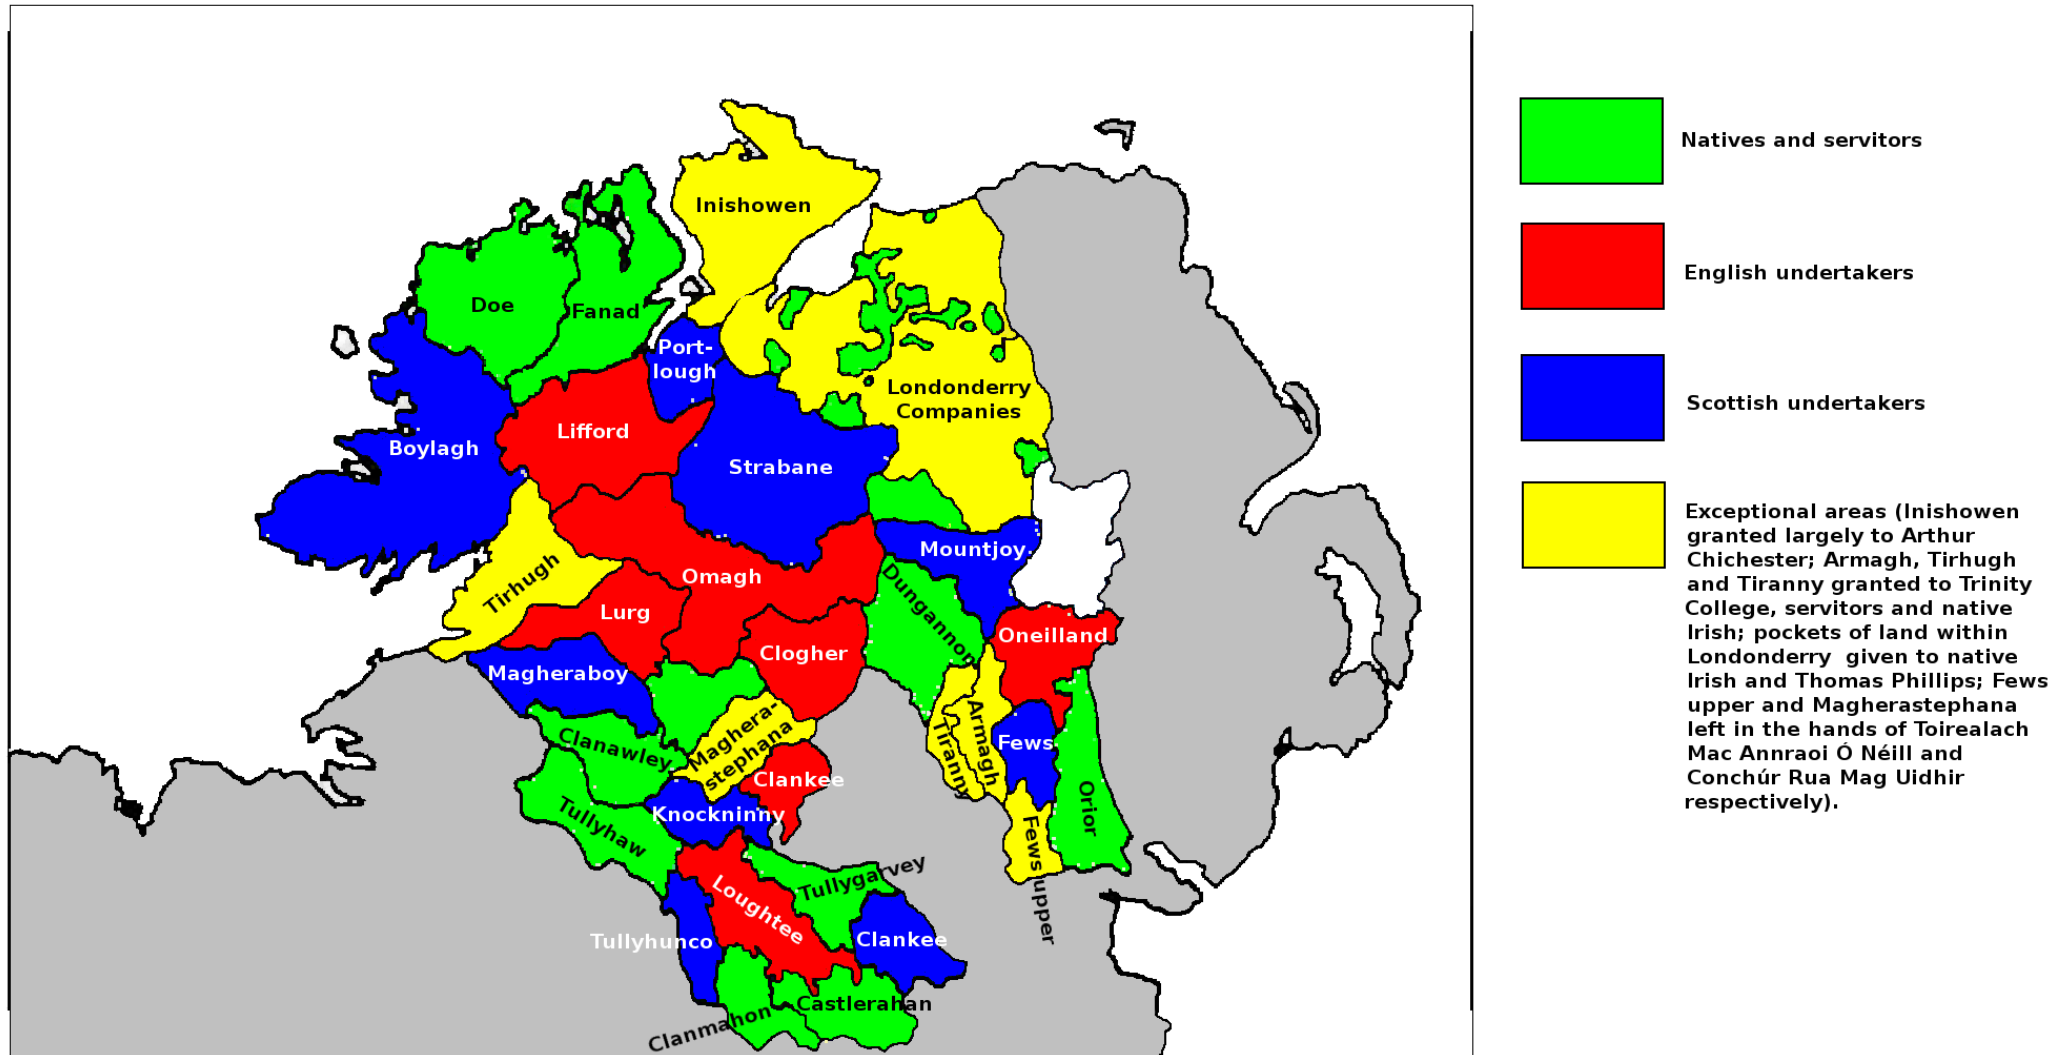 Inishowen
Doe
Fanad
Port-
lough
Londonderry
Companies
Lifford
Boylagh
Strabane
Mountjoy
Omagh
Tirhugh
Dungannon
Lurg
Oneilland
Clogher
Magheraboy
Maghera-
stephana
Armagh
Tiranny
Fews
Clanawley
Clankee
Orior
Knockninny
Tullyhaw
Fews upper
Tullygarvey
Loughtee
Tullyhunco
Clankee
Castlerahan
Clanmahon
Natives and servitors
English undertakers
Scottish undertakers
Exceptional areas (Inishowen
granted largely to Arthur
Chichester; Armagh, Tirhugh
and Tiranny granted to Trinity
College, servitors and native
Irish; pockets of land within
Londonderry  given to native
Irish and Thomas Phillips; Fews
upper and Magherastephana
left in the hands of Toirealach
Mac Annraoi Ó Néill and
Conchúr Rua Mag Uidhir
respectively).